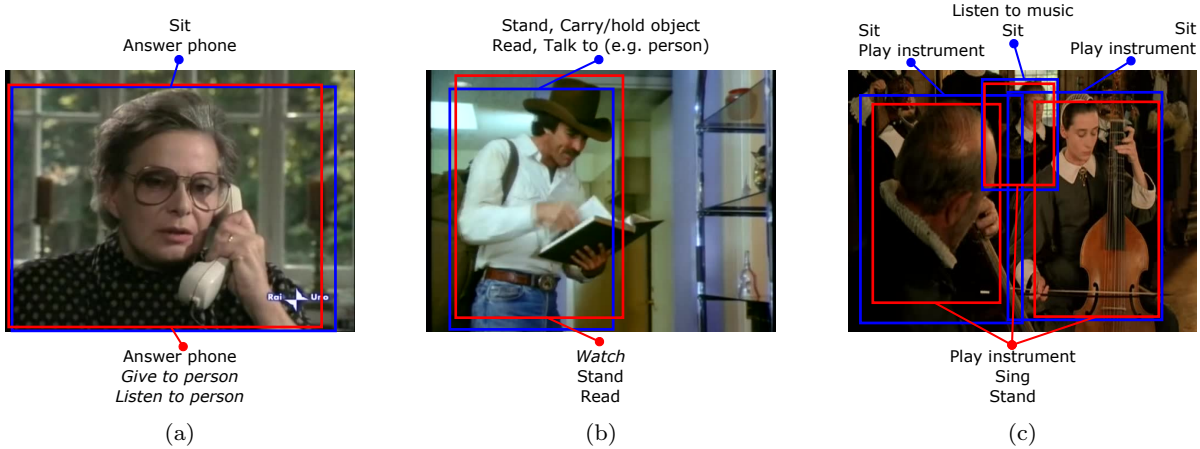 Sit
Answer phone
Rai Uno
Answer phone
Give to person
Listen to person
(a)
Stand, Carry/hold object
Read, Talk to (e.g. person)
Watch
Stand
Read
(b)
Listen to music
Sit
Sit
Play instrument
Sit
Play instrument
Play instrument
Sing
Stand
(c)